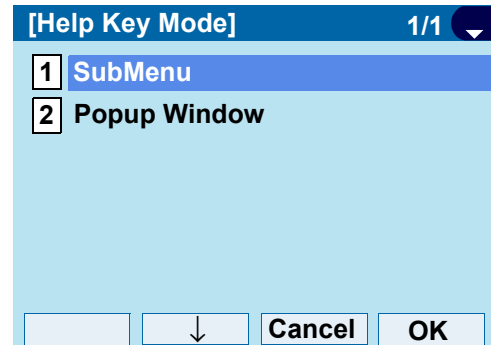 [Help Key Mode] 1/1
1 SubMenu
2 Popup Window
↓ Cancel OK